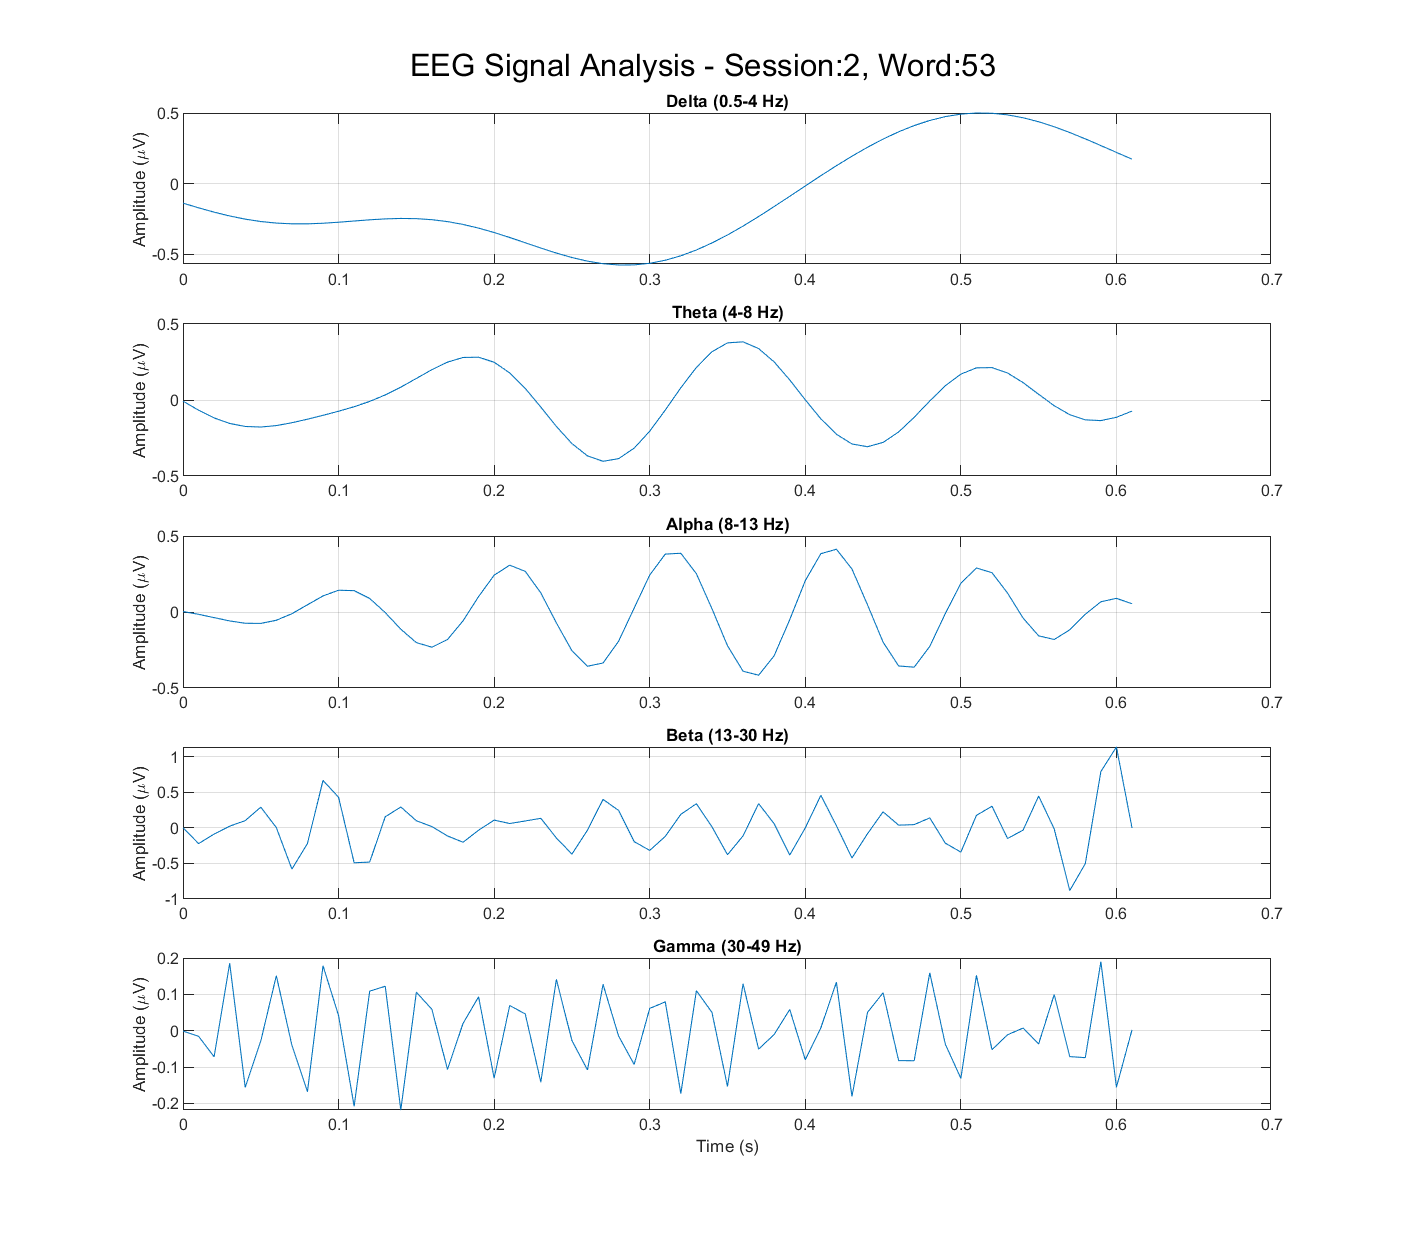 EEG Signal Analysis - Session:2, Word:53
Delta (0.5-4 Hz)
Amplitude (μV)
0.5
0
-0.5
0 0.1 0.2 0.3 0.4 0.5 0.6 0.7
Theta (4-8 Hz)
Amplitude (μV)
0.5
0
-0.5
0 0.1 0.2 0.3 0.4 0.5 0.6 0.7
Alpha (8-13 Hz)
Amplitude (μV)
0.5
0
-0.5
0 0.1 0.2 0.3 0.4 0.5 0.6 0.7
Beta (13-30 Hz)
Amplitude (μV)
1
0.5
0
-0.5
-1
0 0.1 0.2 0.3 0.4 0.5 0.6 0.7
Gamma (30-49 Hz)
Amplitude (μV)
0.2
0.1
0
-0.1
-0.2
0 0.1 0.2 0.3 0.4 0.5 0.6 0.7
Time (s)